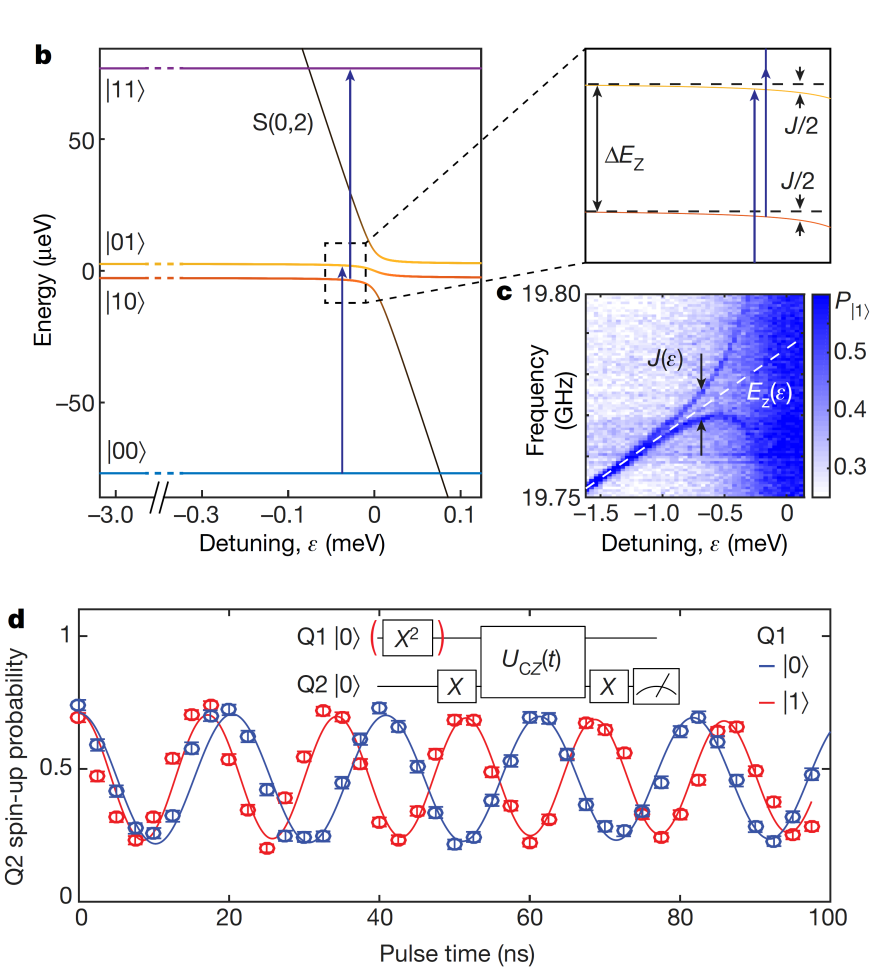 b
|11⟩
S(0,2)
50
|01⟩
0
|10⟩
−50
|00⟩
Energy (μeV)
−3.0
−0.3
−0.1
0
0.1
Detuning, ε (meV)
ΔE_Z
J/2
J/2
c
19.80
19.75
Frequency
(GHz)
J(ε)
E_z(ε)
P_|1⟩
0.5
0.4
0.3
−1.5
−1.0
−0.5
0
Detuning, ε (meV)
d
1
0.5
0
Q2 spin-up probability
Q1 |0⟩ ( X² )
Q2 |0⟩ X
U_CZ(t)
X
Q1
|0⟩
|1⟩
0
20
40
60
80
100
Pulse time (ns)